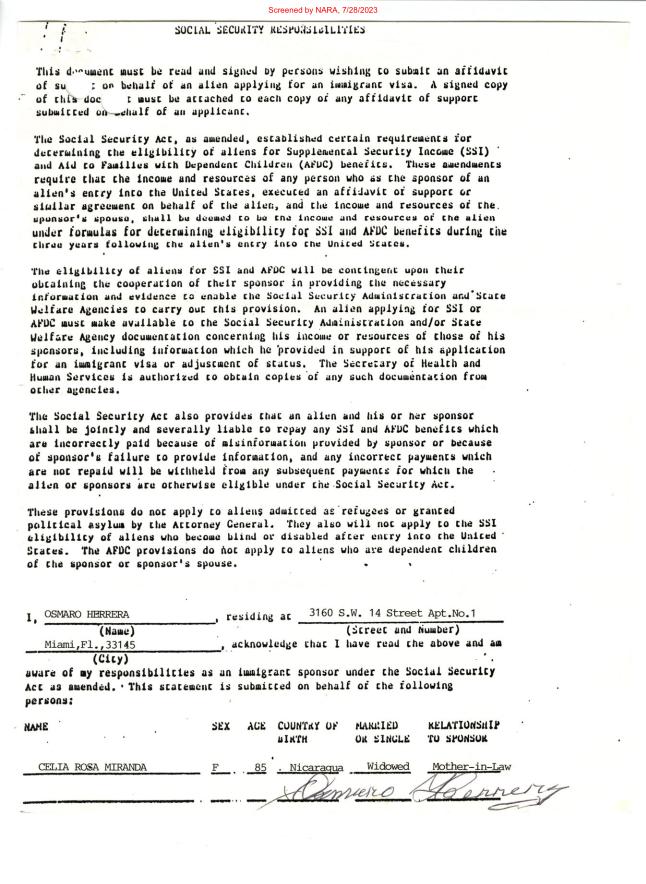 Screened by NARA, 7/28/2023
SOCIAL SECURITY RESPONSIBILITIES
This document must be read and signed by persons wishing to submit an affidavit
of su t on behalf of an alien applying for an immigrant visa. A signed copy
of this doc t must be attached to each copy of any affidavit of support
submitted on behalf of an applicant.
The Social Security Act, as amended, established certain requirements for
determining the eligibility of aliens for Supplemental Security Income (SSI)
and Aid to Families with Dependent Children (AFDC) benefits. These amendments
require that the income and resources of any person who as the sponsor of an
alien's entry into the United States, executed an affidavit of support or
similar agreement on behalf of the alien, and the income and resources of the
sponsor's spouse, shall be deemed to be the income and resources of the alien
under formulas for determining eligibility for SSI and AFDC benefits during the
three years following the alien's entry into the United States.
The eligibility of aliens for SSI and AFDC will be contingent upon their
obtaining the cooperation of their sponsor in providing the necessary
information and evidence to enable the Social Security Administration and State
Welfare Agencies to carry out this provision. An alien applying for SSI or
AFDC must make available to the Social Security Administration and/or State
Welfare Agency documentation concerning his income or resources of those of his
sponsors, including information which he provided in support of his application
for an immigrant visa or adjustment of status. The Secretary of Health and
Human Services is authorized to obtain copies of any such documentation from
other agencies.
The Social Security Act also provides that an alien and his or her sponsor
shall be jointly and severally liable to repay any SSI and AFDC benefits which
are incorrectly paid because of misinformation provided by sponsor or because
of sponsor's failure to provide information, and any incorrect payments which
are not repaid will be withheld from any subsequent payments for which the
alien or sponsors are otherwise eligible under the Social Security Act.
These provisions do not apply to aliens admitted as refugees or granted
political asylum by the Attorney General. They also will not apply to the SSI
eligibility of aliens who become blind or disabled after entry into the United
States. The AFDC provisions do not apply to aliens who are dependent children
of the sponsor or sponsor's spouse.
I, OSMARO HERRERA, residing at 3160 S.W. 14 Street Apt.No.1
(Name) (Street and Number)
Miami,Fl.,33145, acknowledge that I have read the above and am
(City)
aware of my responsibilities as an immigrant sponsor under the Social Security
Act as amended. This statement is submitted on behalf of the following
persons:
NAME SEX AGE COUNTRY OF MARRIED RELATIONSHIP
BIRTH OR SINGLE TO SPONSOR
CELIA ROSA MIRANDA F 85 Nicaragua Widowed Mother-in-Law